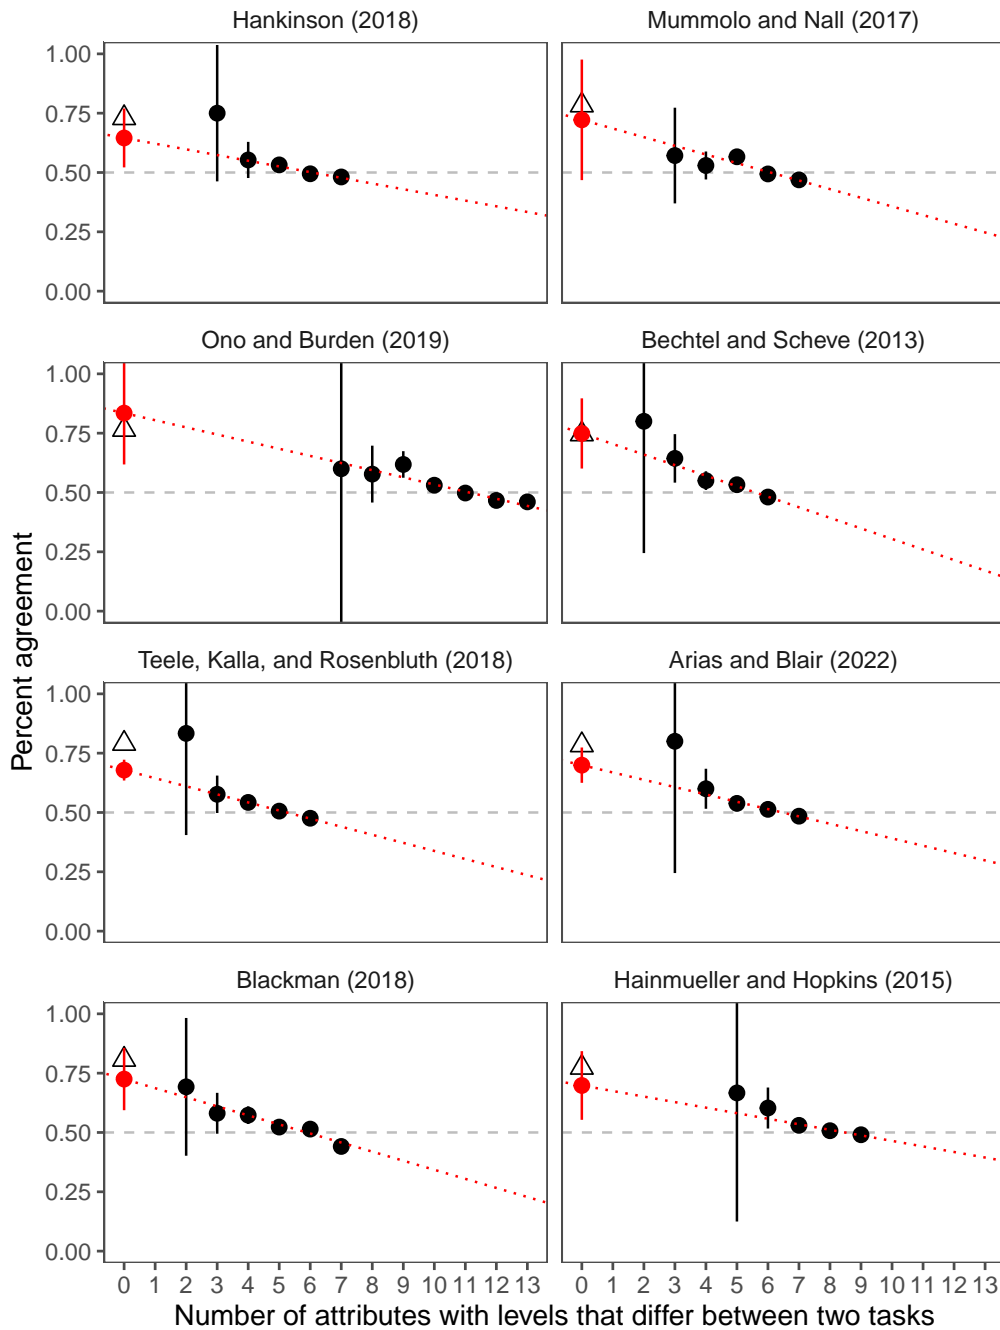 Hankinson (2018)
Mummolo and Nall (2017)
1.00
0.75
0.50
0.25
0.00
Ono and Burden (2019)
Bechtel and Scheve (2013)
1.00
0.75
0.50
0.25
0.00
Percent agreement
Teele, Kalla, and Rosenbluth (2018)
Arias and Blair (2022)
1.00
0.75
0.50
0.25
0.00
Blackman (2018)
Hainmueller and Hopkins (2015)
1.00
0.75
0.50
0.25
0.00
0 1 2 3 4 5 6 7 8 9 10 11 12 13
0 1 2 3 4 5 6 7 8 9 10 11 12 13
Number of attributes with levels that differ between two tasks